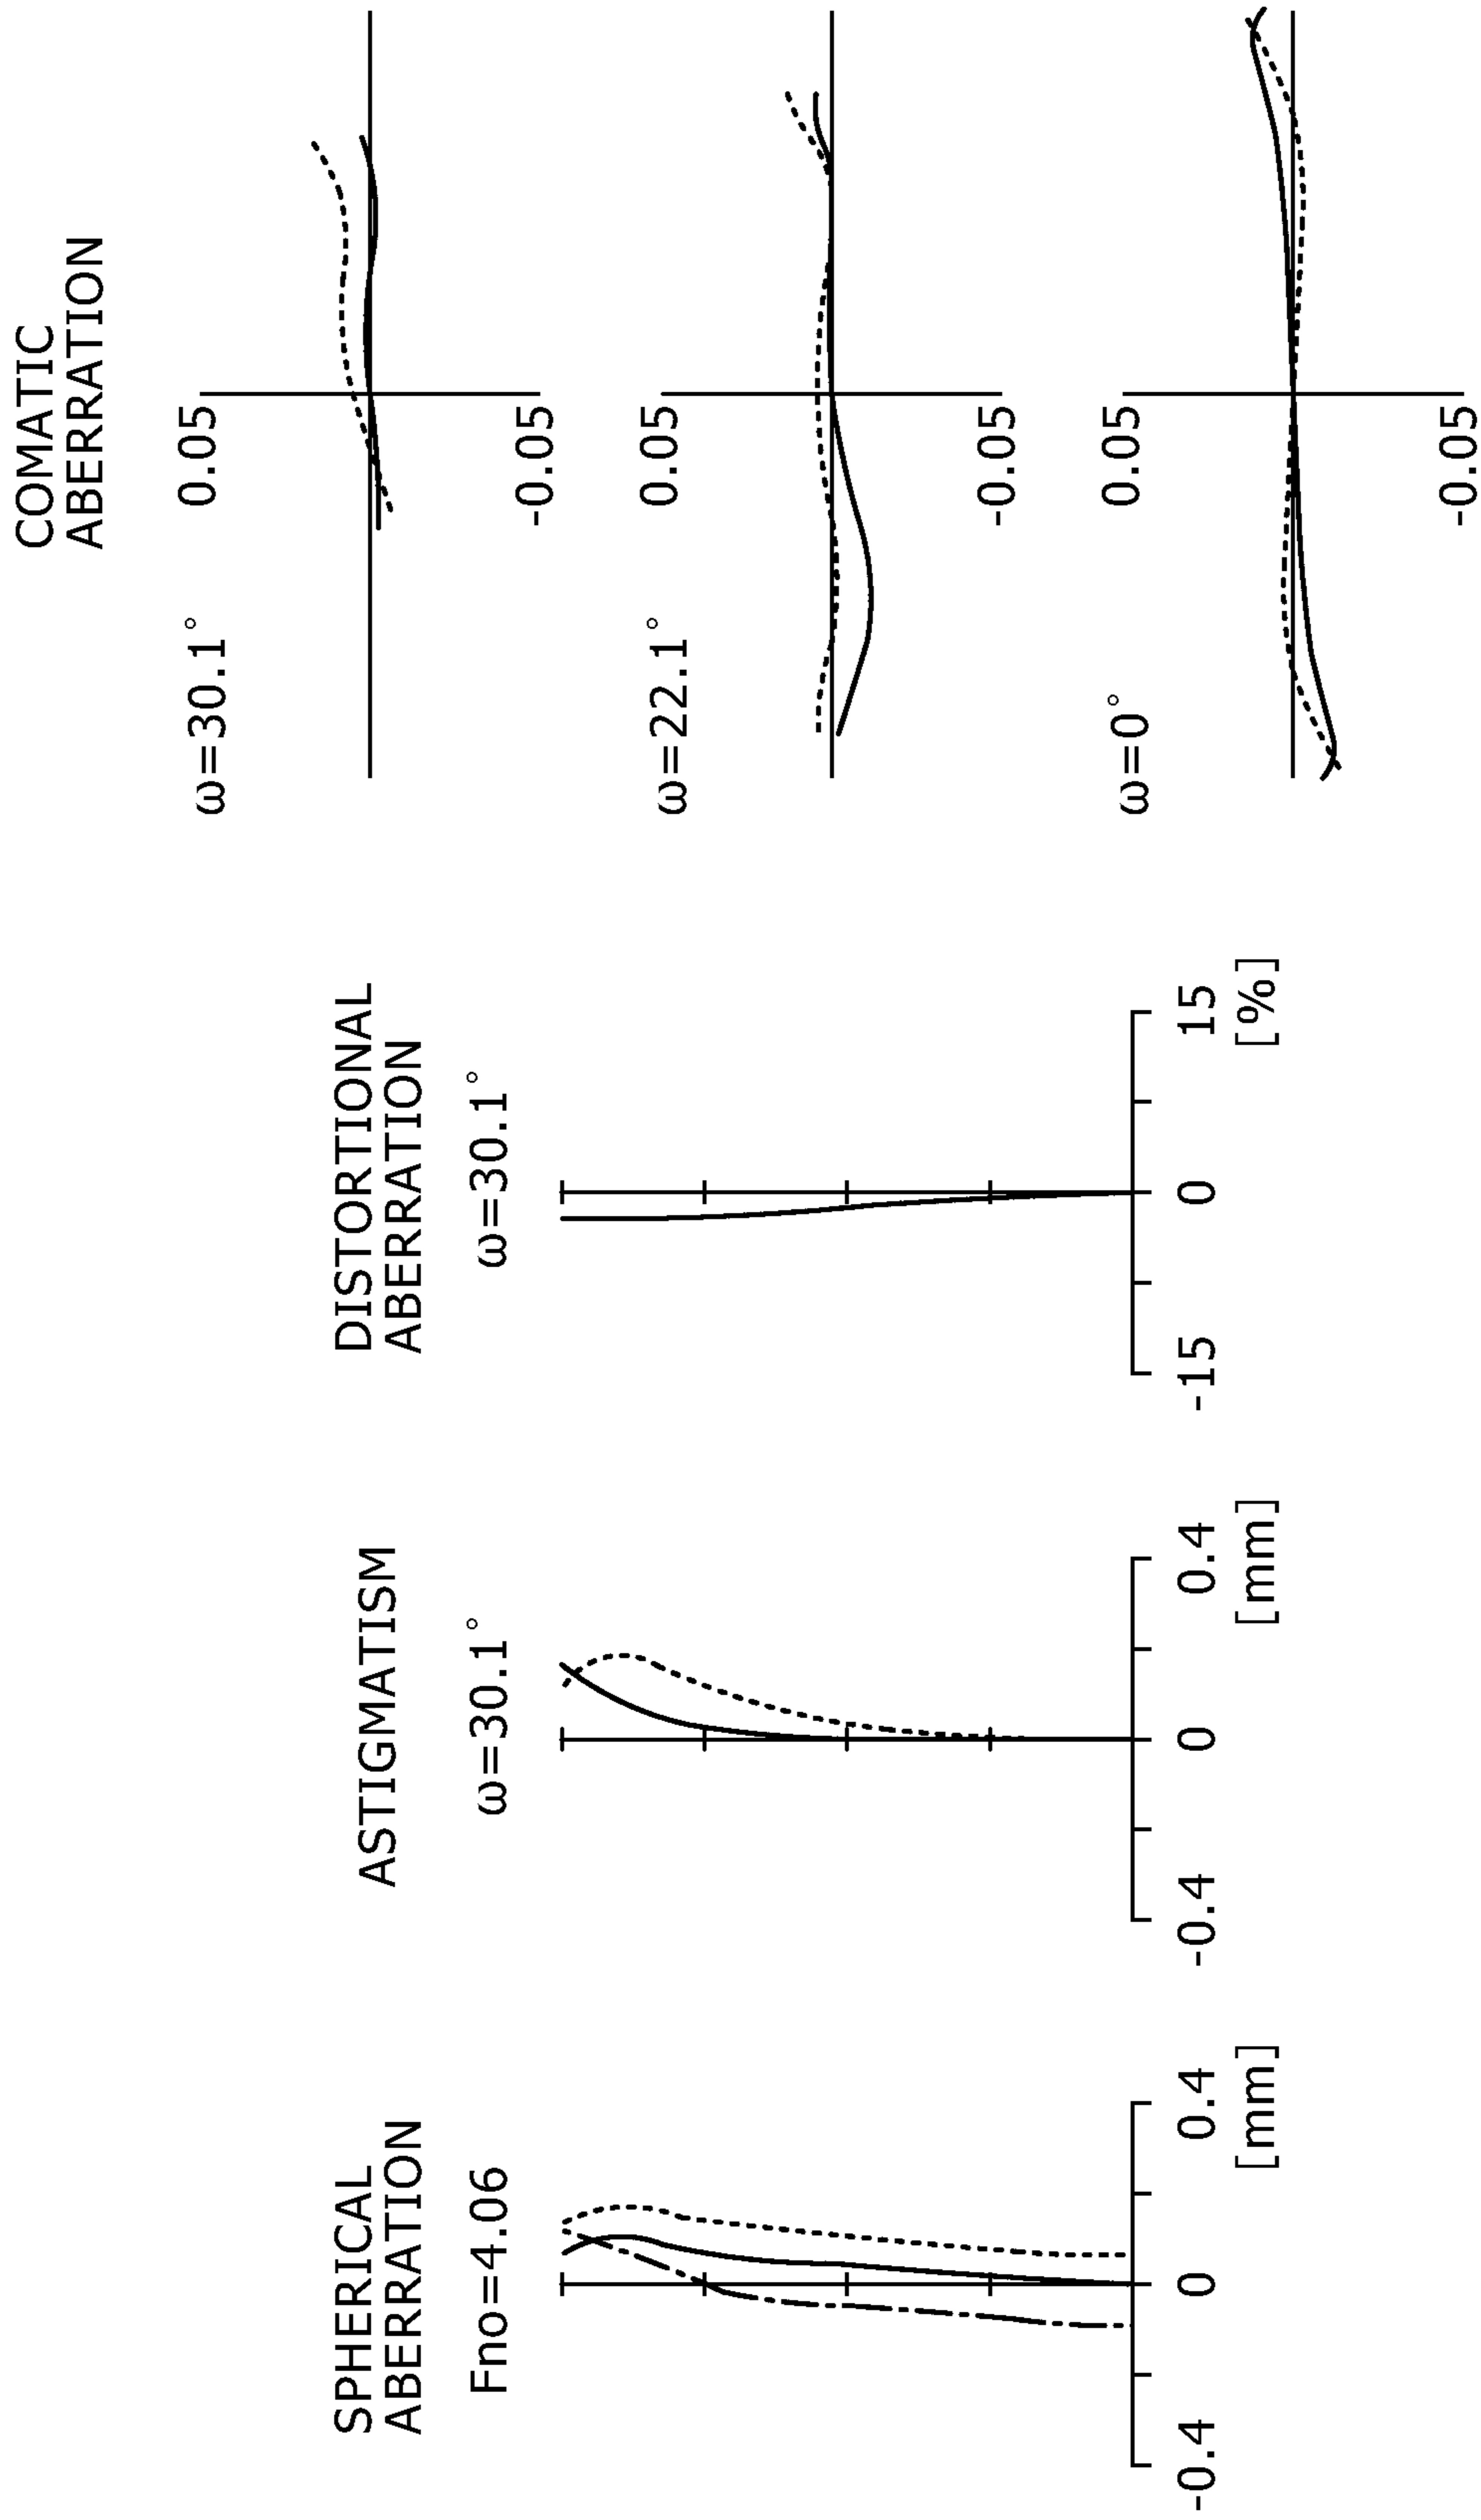 SPHERICAL
ABERRATION
Fno=4.06
-0.4
0
0.4
[mm]
ASTIGMATISM
ω=30.1°
-0.4
0
0.4
[mm]
DISTORTIONAL
ABERRATION
ω=30.1°
-15
0
15
[%]
COMATIC
ABERRATION
ω=30.1°
0.05
-0.05
ω=22.1°
0.05
-0.05
ω=0°
0.05
-0.05